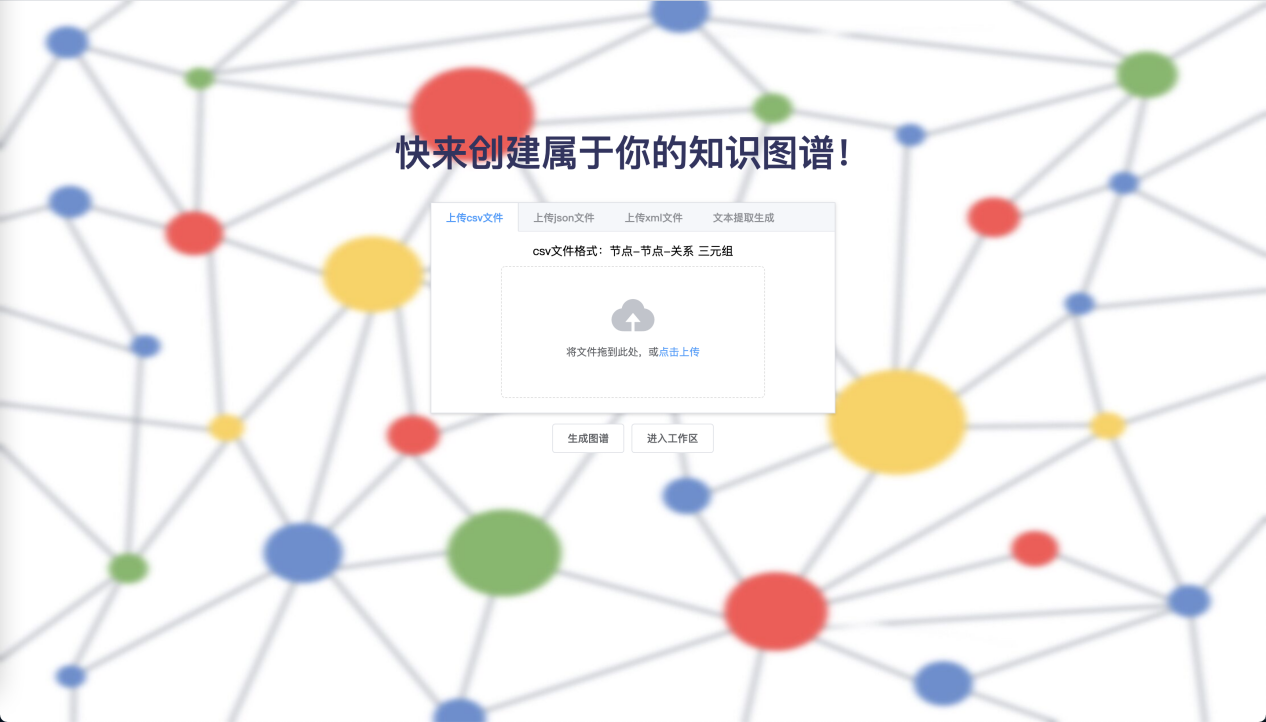 快来创建属于你的知识图谱！
上传csv文件 上传json文件 上传xml文件 文本提取生成
csv文件格式：节点-节点-关系 三元组
将文件拖到此处，或点击上传
生成图谱 进入工作区